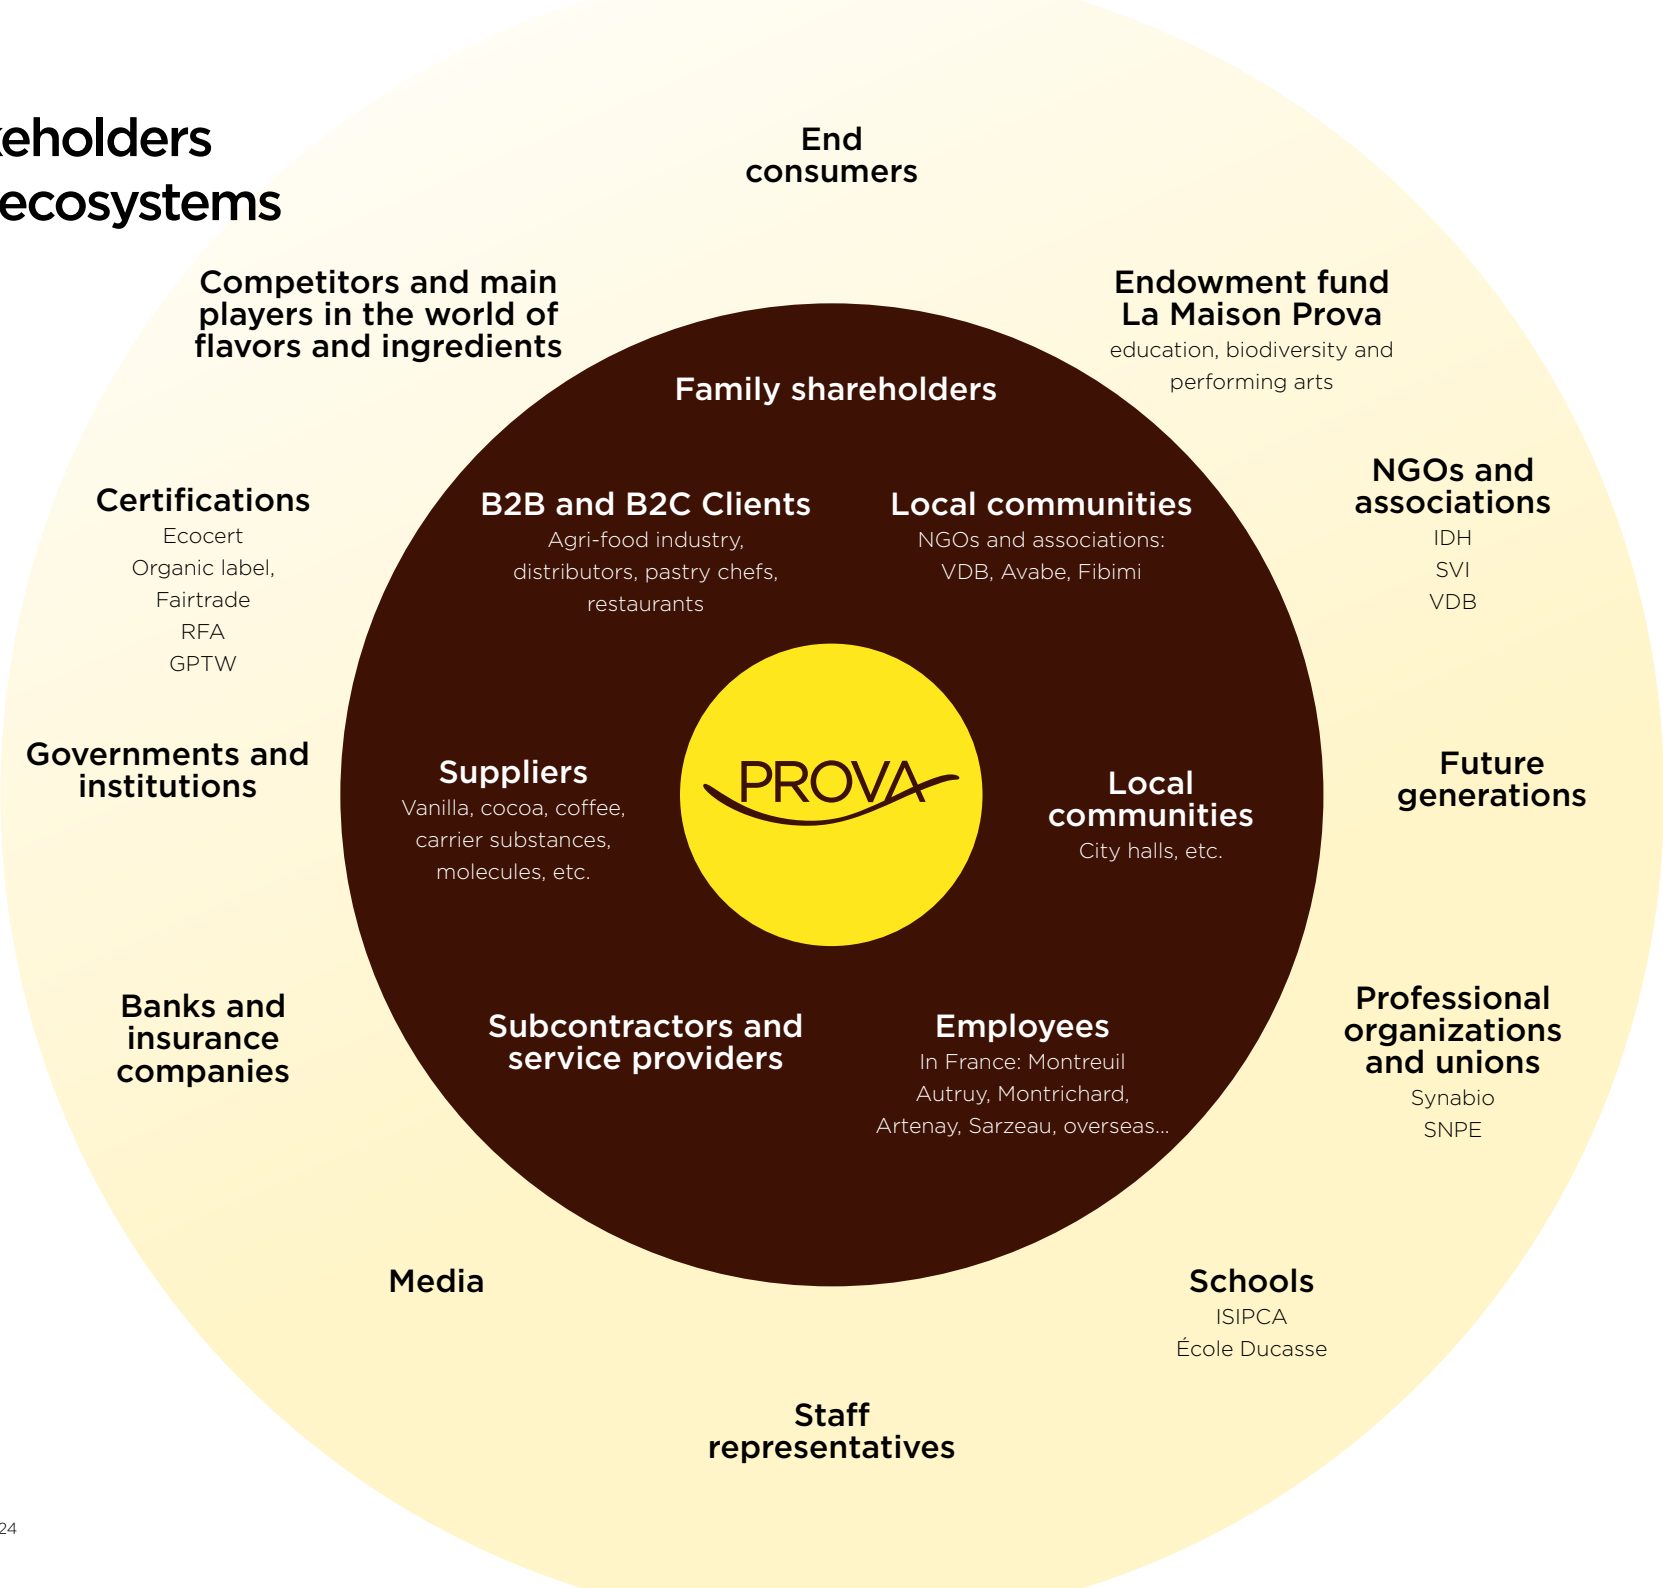 eholders
ecosystems
End
consumers
Competitors and main
players in the world of
flavors and ingredients
Endowment fund
La Maison Prova
education, biodiversity and
performing arts
Family shareholders
Certifications
Ecocert
Organic label,
Fairtrade
RFA
GPTW
B2B and B2C Clients
Agri-food industry,
distributors, pastry chefs,
restaurants
Local communities
NGOs and associations:
VDB, Avabe, Fibimi
NGOs and
associations
IDH
SVI
VDB
Governments and
institutions
Suppliers
Vanilla, cocoa, coffee,
carrier substances,
molecules, etc.
PROVA
Local
communities
City halls, etc.
Future
generations
Banks and
insurance
companies
Subcontractors and
service providers
Employees
In France: Montreuil
Autruy, Montrichard,
Artenay, Sarzeau, overseas...
Professional
organizations
and unions
Synabio
SNPE
Media
Schools
ISIPCA
École Ducasse
Staff
representatives
24